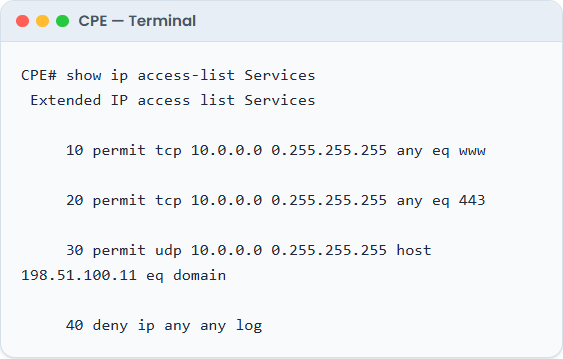 CPE — Terminal
CPE# show ip access-list Services
Extended IP access list Services
10 permit tcp 10.0.0.0 0.255.255.255 any eq www
20 permit tcp 10.0.0.0 0.255.255.255 any eq 443
30 permit udp 10.0.0.0 0.255.255.255 host
198.51.100.11 eq domain
40 deny ip any any log